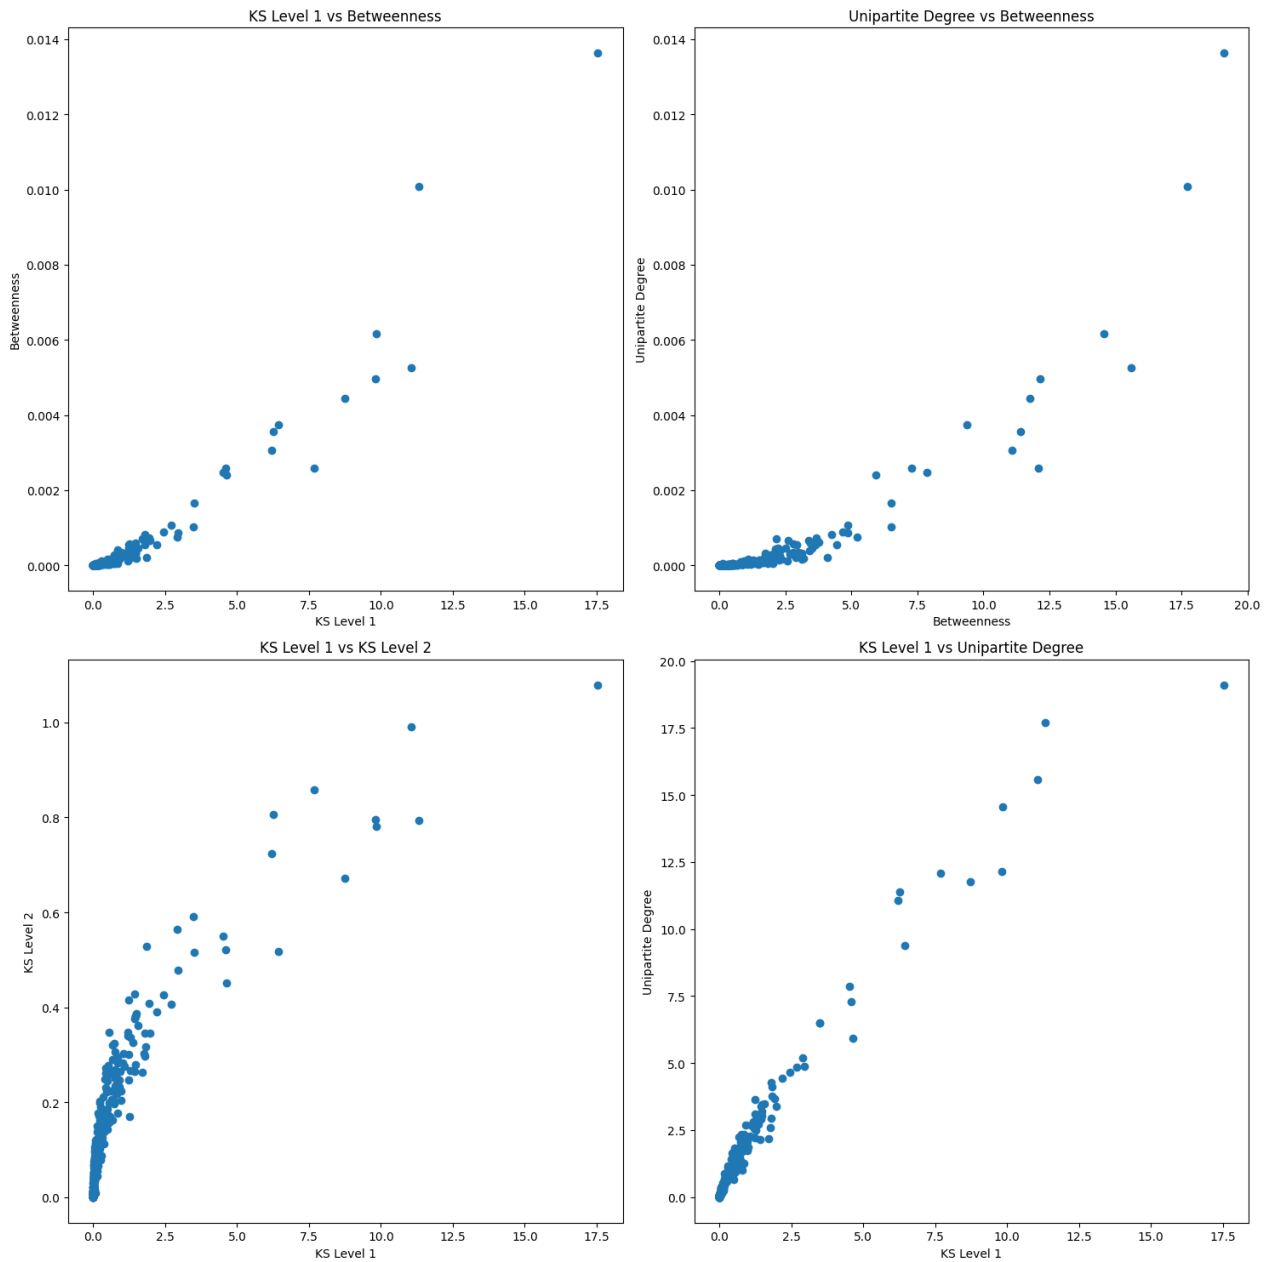 KS Level 1 vs Betweenness
Unipartite Degree vs Betweenness
0.014
0.012
0.010
0.008
0.006
0.004
0.002
0.000
Betweenness
0.0 2.5 5.0 7.5 10.0 12.5 15.0 17.5
KS Level 1
0.014
0.012
0.010
0.008
0.006
0.004
0.002
0.000
Unipartite Degree
0.0 2.5 5.0 7.5 10.0 12.5 15.0 17.5 20.0
Betweenness
KS Level 1 vs KS Level 2
KS Level 1 vs Unipartite Degree
1.0
0.8
0.6
0.4
0.2
0.0
KS Level 2
0.0 2.5 5.0 7.5 10.0 12.5 15.0 17.5
KS Level 1
20.0
17.5
15.0
12.5
10.0
7.5
5.0
2.5
0.0
Unipartite Degree
0.0 2.5 5.0 7.5 10.0 12.5 15.0 17.5
KS Level 1